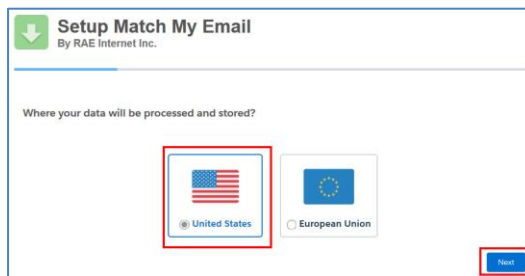 Setup Match My Email
By RAE Internet Inc.
Where your data will be processed and stored?
United States
European Union
Next